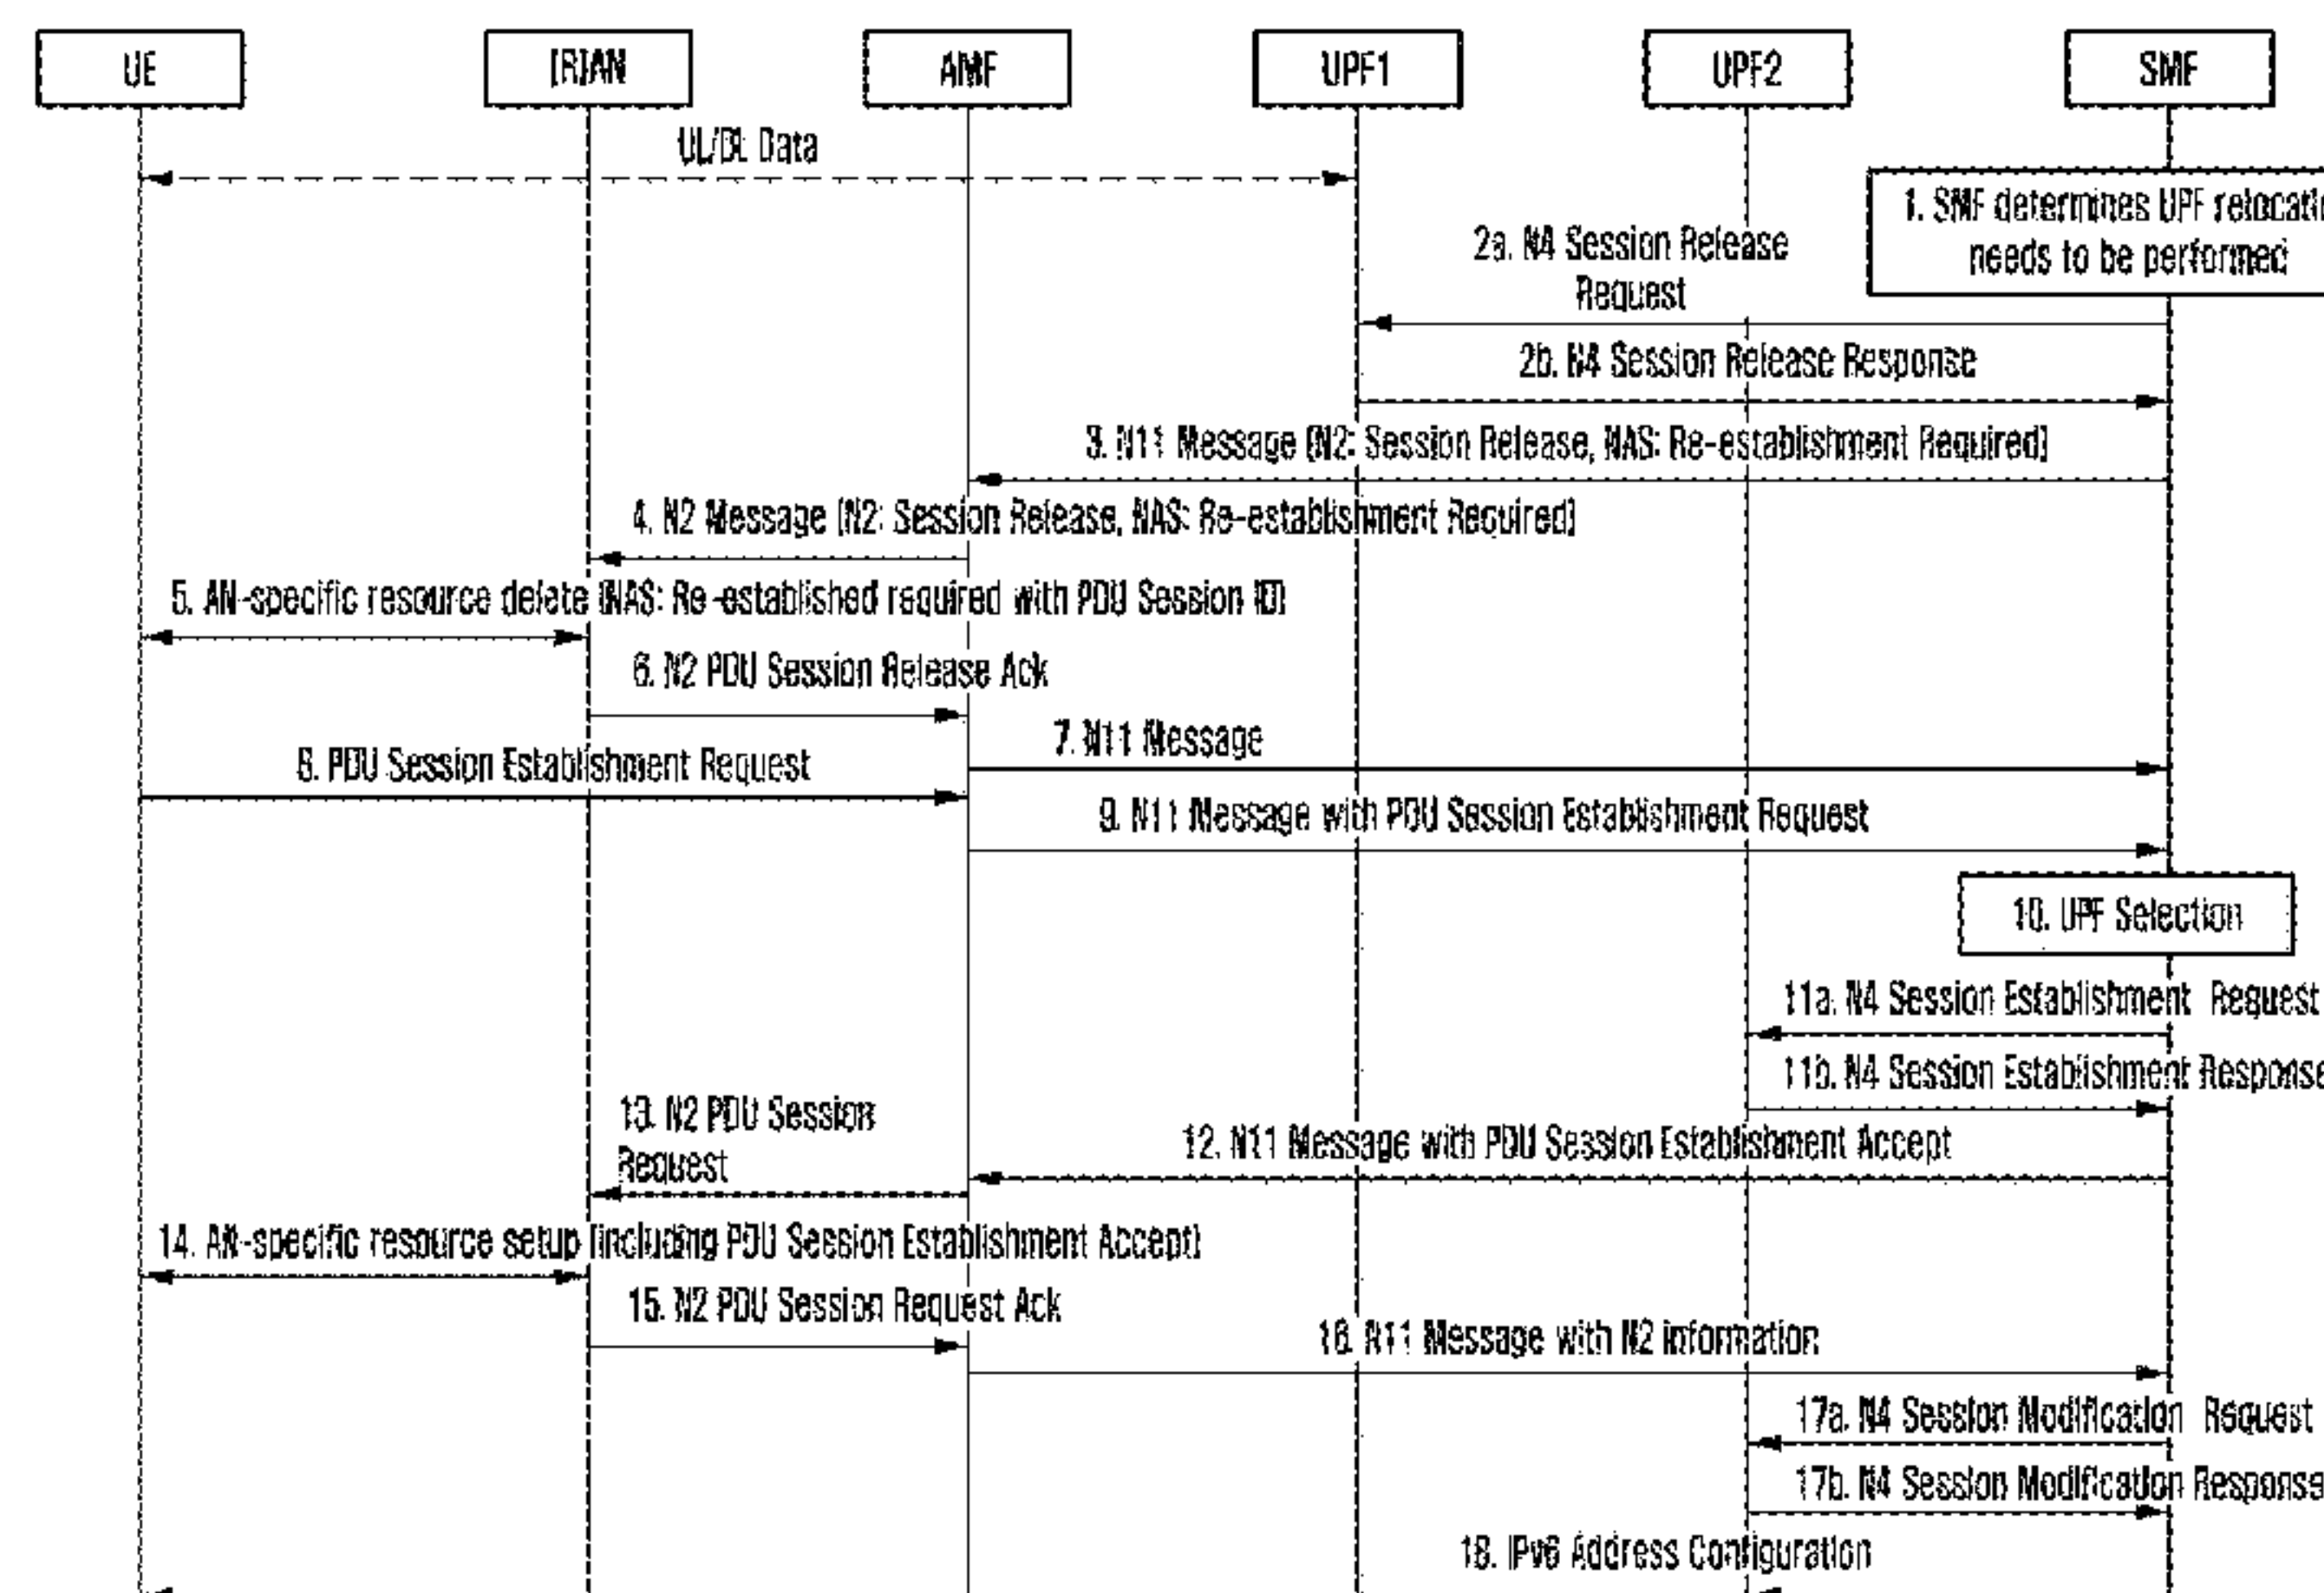 UE
(R)AN
AMF
UPF1
UPF2
SMF
UL/DL Data
1. SMF determines UPF relocatio
needs to be performed
2a. N4 Session Release
Request
2b. N4 Session Release Response
3. N11 Message (N2: Session Release, NAS: Re-establishment Required)
4. N2 Message (N2: Session Release, NAS: Re-establishment Required)
5. AN-specific resource delete (NAS: Re-established required with PDU Session ID)
6. N2 PDU Session Release Ack
7. N11 Message
8. PDU Session Establishment Request
9. N11 Message with PDU Session Establishment Request
10. UPF Selection
11a. N4 Session Establishment Request
11b. N4 Session Establishment Response
12. N11 Message with PDU Session Establishment Accept
13. N2 PDU Session
Request
14. AN-specific resource setup (including PDU Session Establishment Accept)
15. N2 PDU Session Request Ack
16. N11 Message with N2 information
17a. N4 Session Modification Request
17b. N4 Session Modification Response
18. IPv6 Address Configuration